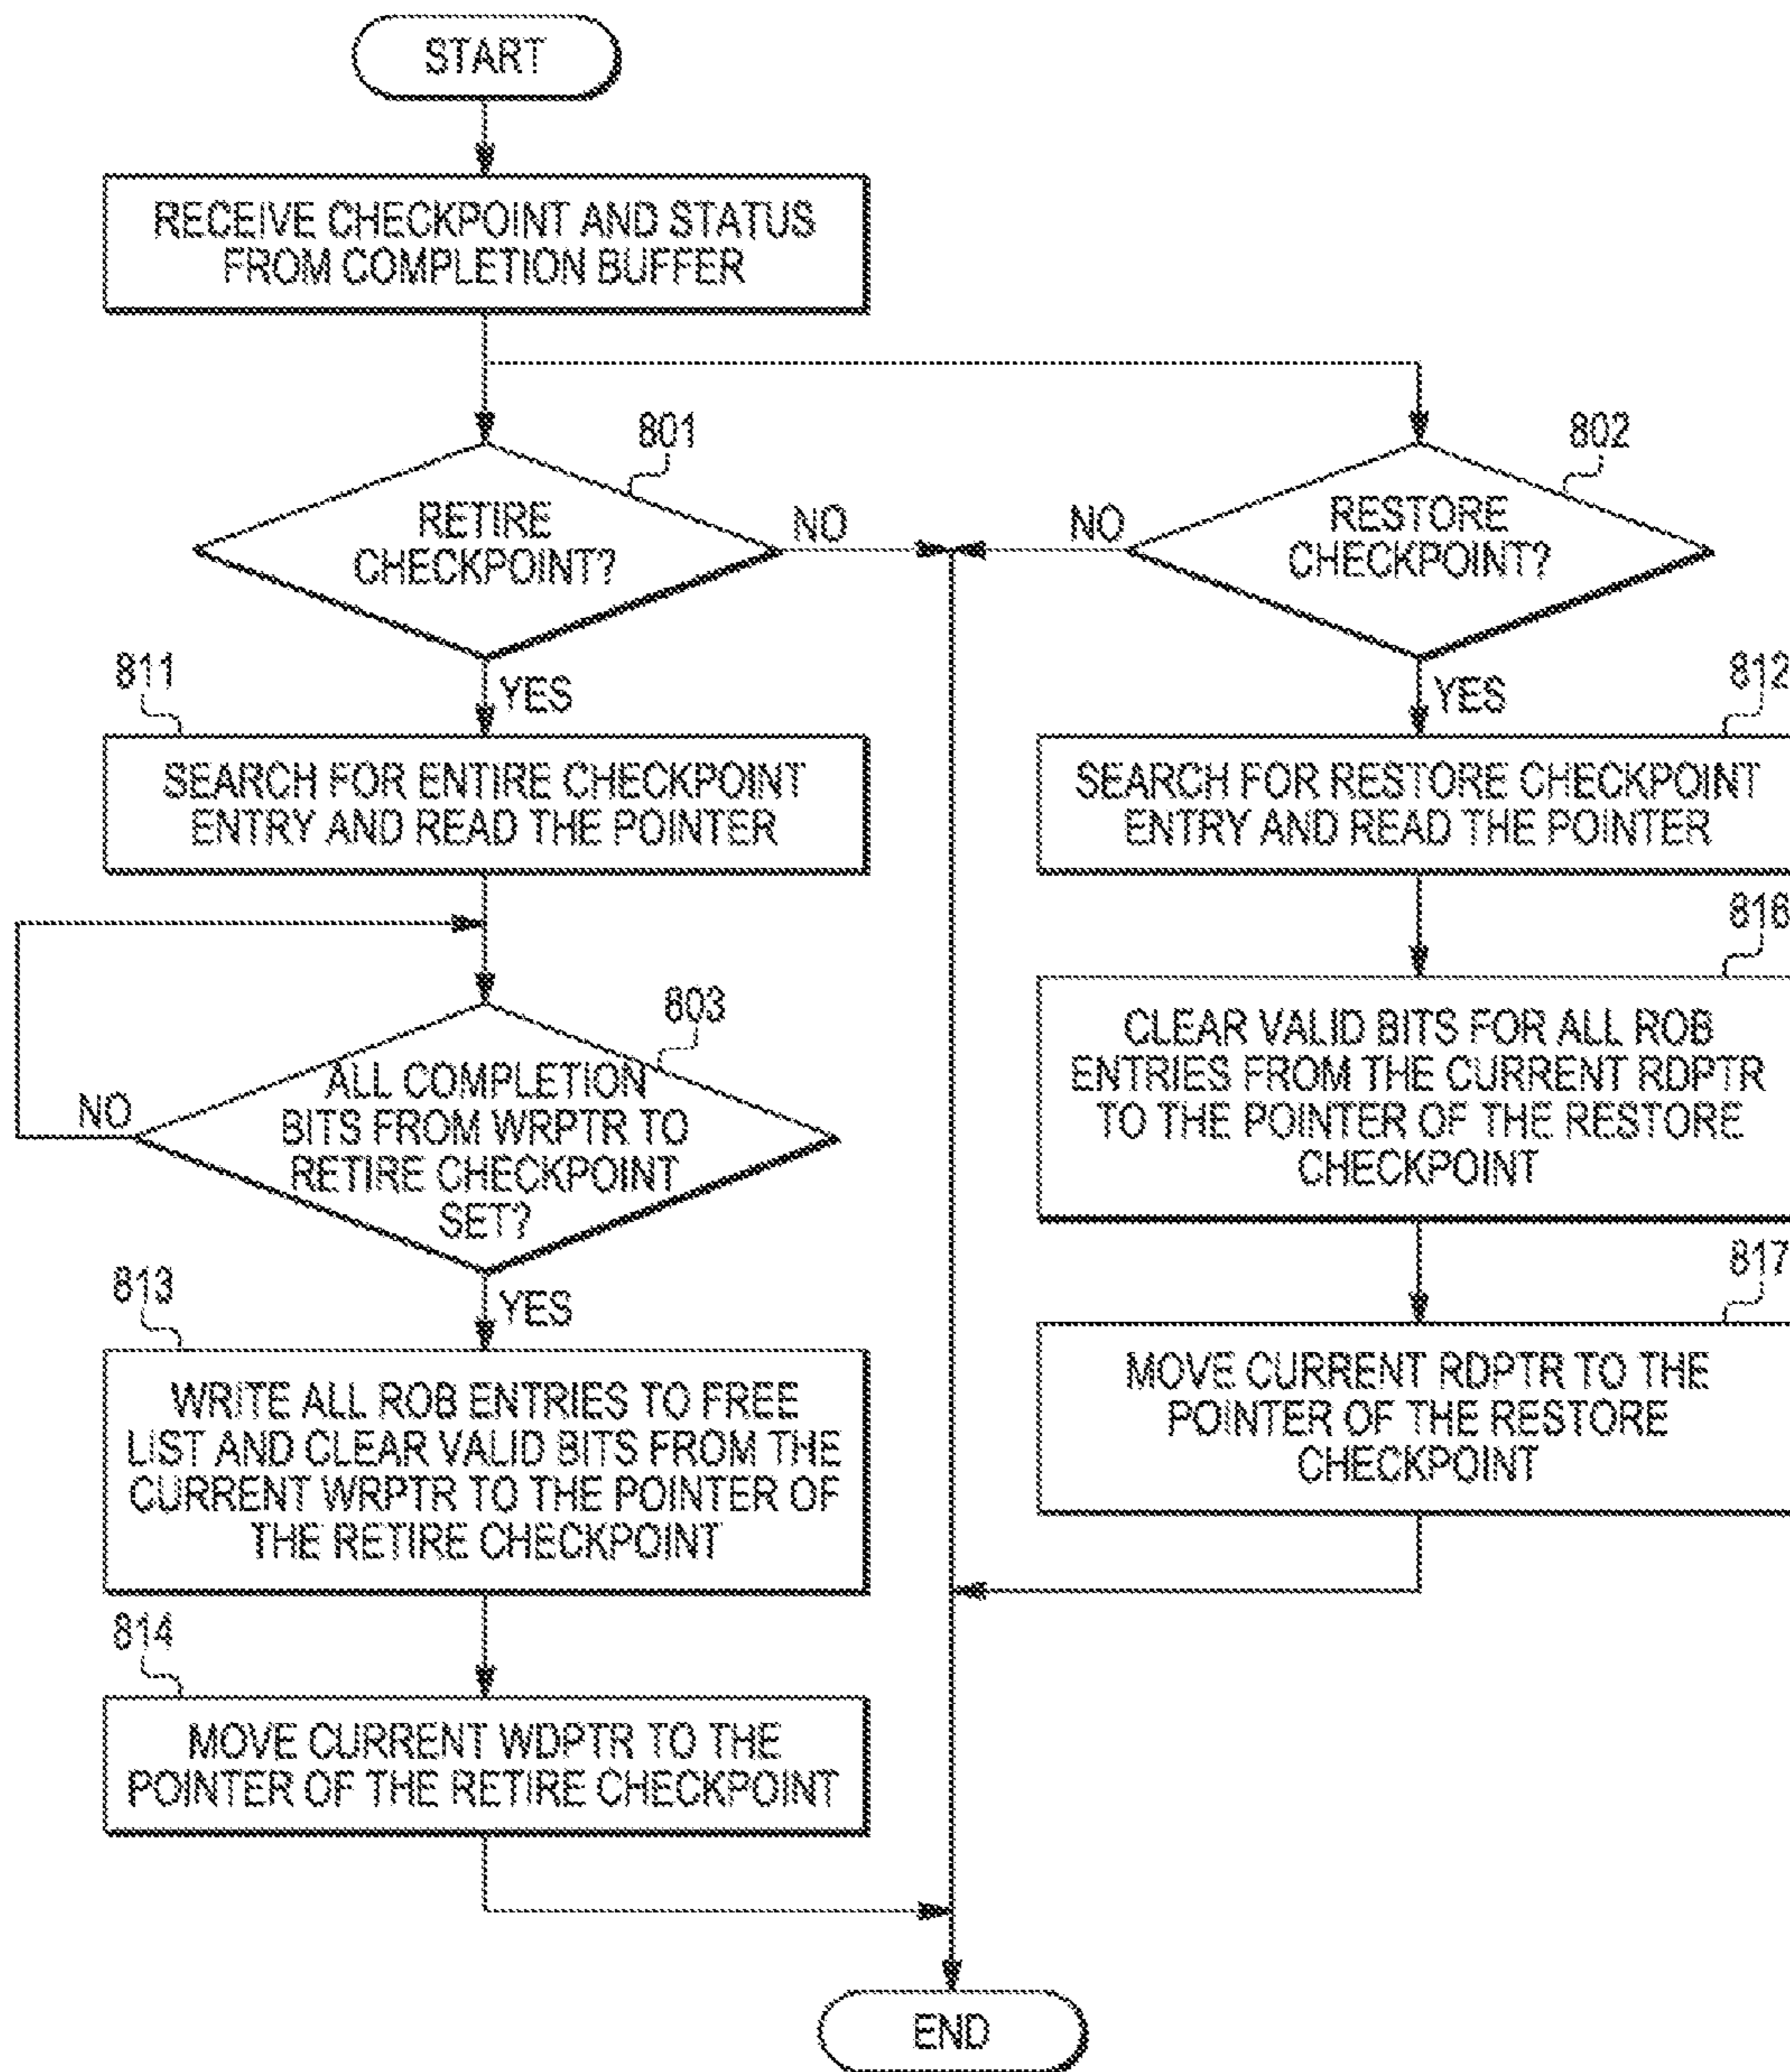 START
RECEIVE CHECKPOINT AND STATUS
FROM COMPLETION BUFFER
801
RETIRE
CHECKPOINT?
NO
802
RESTORE
CHECKPOINT?
NO
811
YES
SEARCH FOR ENTIRE CHECKPOINT
ENTRY AND READ THE POINTER
812
YES
SEARCH FOR RESTORE CHECKPOINT
ENTRY AND READ THE POINTER
803
ALL COMPLETION
BITS FROM WRPTR TO
RETIRE CHECKPOINT
SET?
NO
816
CLEAR VALID BITS FOR ALL ROB
ENTRIES FROM THE CURRENT RDPTR
TO THE POINTER OF THE RESTORE
CHECKPOINT
813
YES
WRITE ALL ROB ENTRIES TO FREE
LIST AND CLEAR VALID BITS FROM THE
CURRENT WRPTR TO THE POINTER OF
THE RETIRE CHECKPOINT
817
MOVE CURRENT RDPTR TO THE
POINTER OF THE RESTORE
CHECKPOINT
814
MOVE CURRENT WDPTR TO THE
POINTER OF THE RETIRE CHECKPOINT
END